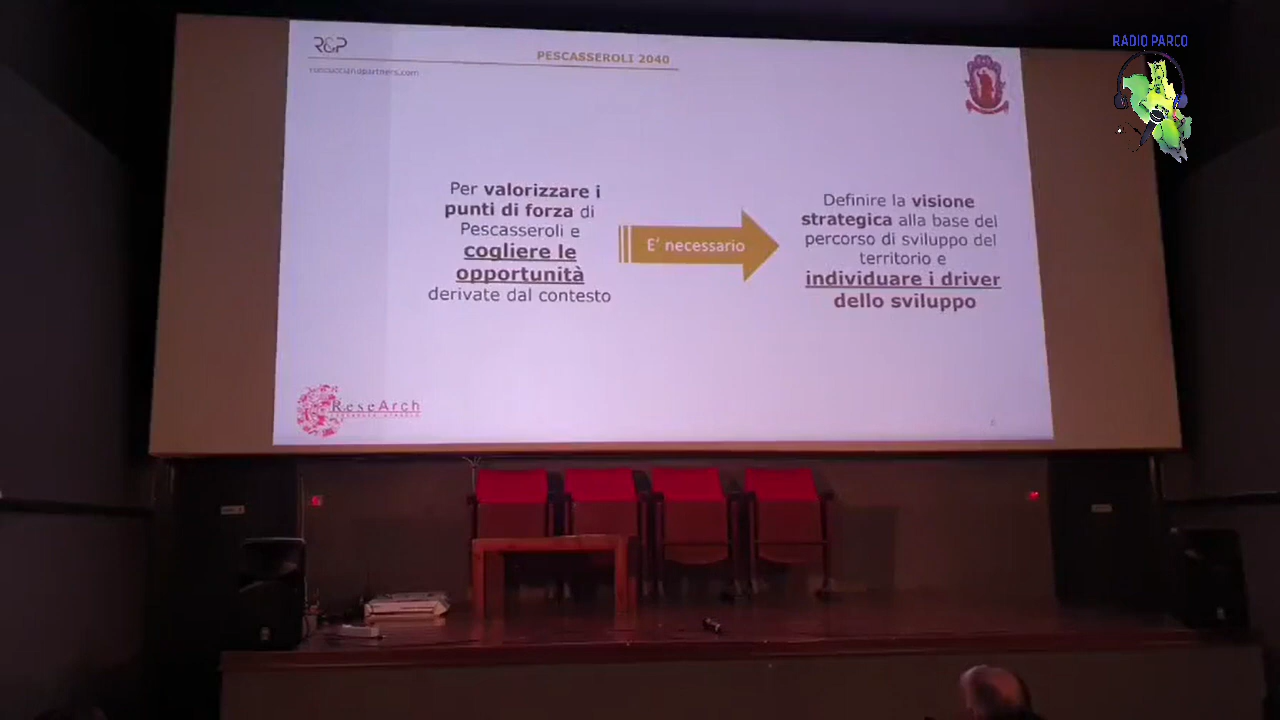 RADIO PARCO
R&P
PESCASSEROLI 2040
Per valorizzare i
punti di forza di
Pescasseroli e
cogliere le
opportunità
derivate dal contesto
E’ necessario
Definire la visione
strategica alla base del
percorso di sviluppo del
territorio e
individuare i driver
dello sviluppo
ReseArch